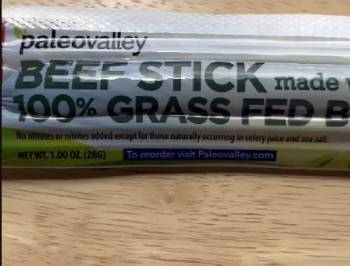 paleovalley
BEEF STICK made
100% GRASS FED B
No nitrates or nitrites added except for those naturally occurring in celery juice and sea salt.
NET WT. 1.00 OZ. (28G) To reorder visit Paleovalley.com